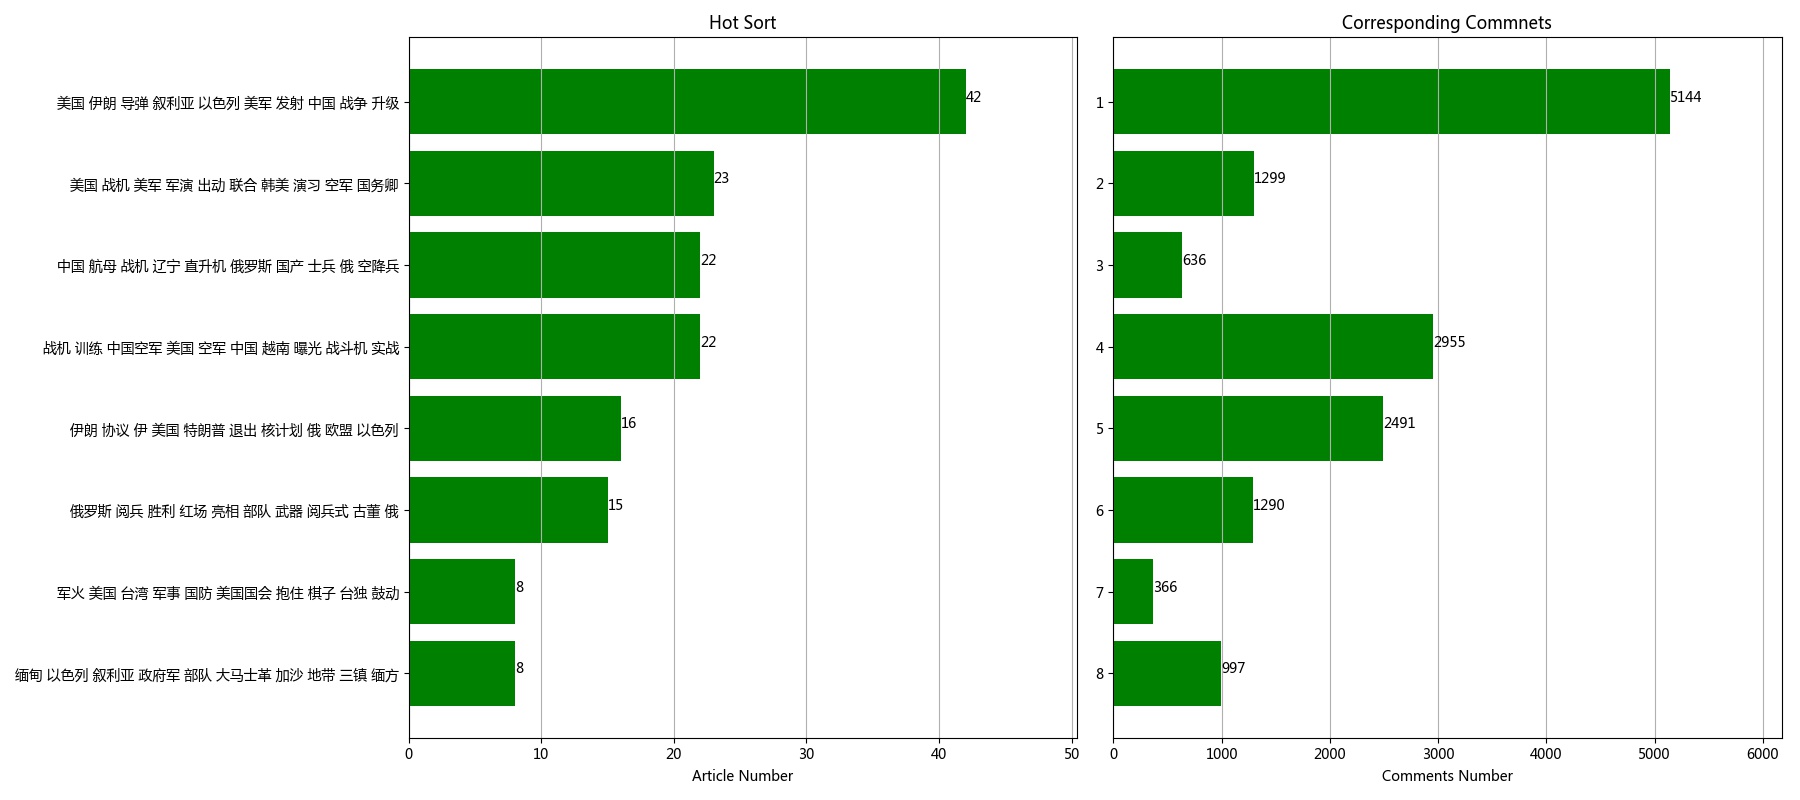 Hot Sort
美国 伊朗 导弹 叙利亚 以色列 美军 发射 中国 战争 升级
42
美国 战机 美军 军演 出动 联合 韩美 演习 空军 国务卿
23
中国 航母 战机 辽宁 直升机 俄罗斯 国产 士兵 俄 空降兵
22
战机 训练 中国空军 美国 空军 中国 越南 曝光 战斗机 实战
22
伊朗 协议 伊 美国 特朗普 退出 核计划 俄 欧盟 以色列
16
俄罗斯 阅兵 胜利 红场 亮相 部队 武器 阅兵式 古董 俄
15
军火 美国 台湾 军事 国防 美国国会 抱住 棋子 台独 鼓动
8
缅甸 以色列 叙利亚 政府军 部队 大马士革 加沙 地带 三镇 缅方
8
0 10 20 30 40 50
Article Number
Corresponding Commnets
1 5144
2 1299
3 636
4 2955
5 2491
6 1290
7 366
8 997
0 1000 2000 3000 4000 5000 6000
Comments Number